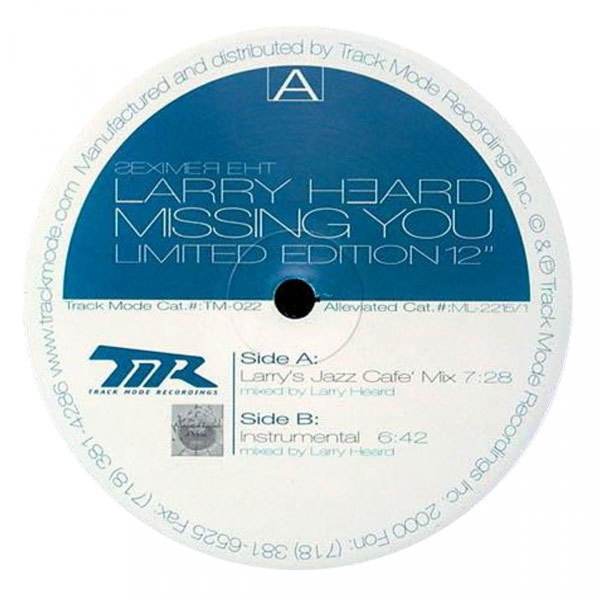 Manufactured and distributed by Track Mode Recordings Inc. © & ℗ Track Mode Recordings Inc. 2000 Fon: (718) 381-6525 Fax: (718) 381-4286 www.trackmode.com
A
SEXIMER EHT
LARRY HEARD
MISSING YOU
LIMITED EDITION 12"
Track Mode Cat.#:TM-022 Alleviated Cat.#:ML-2215/1
TMR
TRACK MODE RECORDINGS
Side A:
Larry's Jazz Cafe' Mix 7:28
mixed by Larry Heard
Side B:
Instrumental 6:42
mixed by Larry Heard